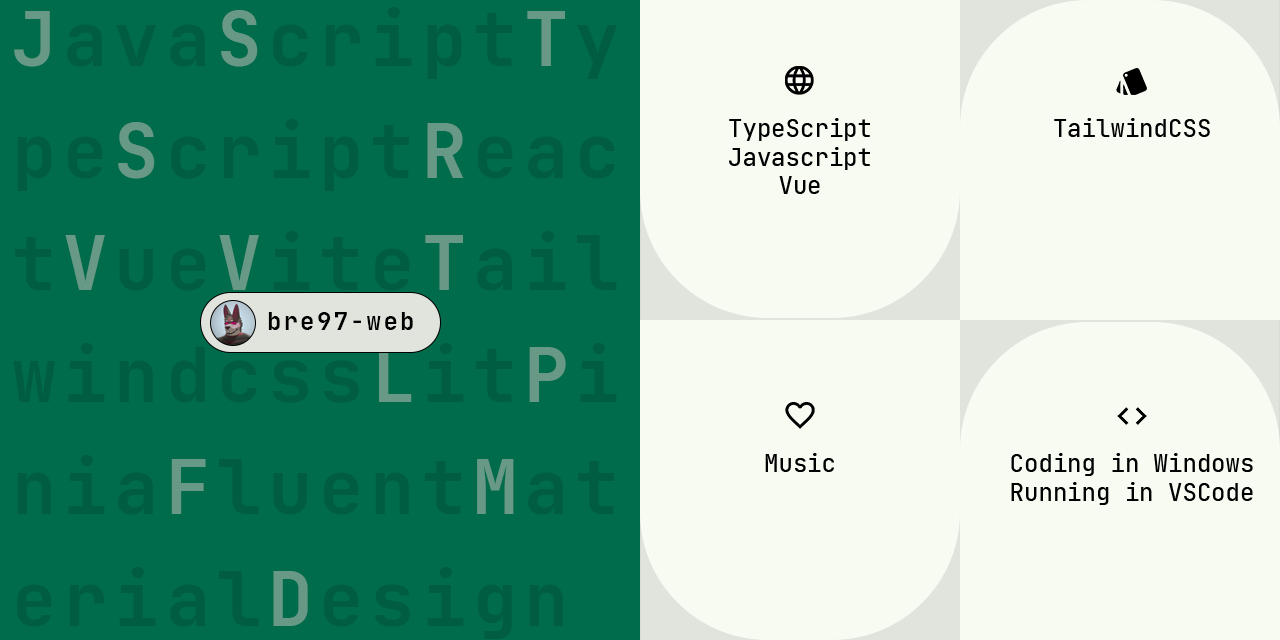 JavaScriptTy
peScriptReac
tVueViteTail
bre97-web
windcssLitPi
niaFluentMat
erialDesign
TypeScript
Javascript
Vue
TailwindCSS
Music
Coding in Windows
Running in VSCode